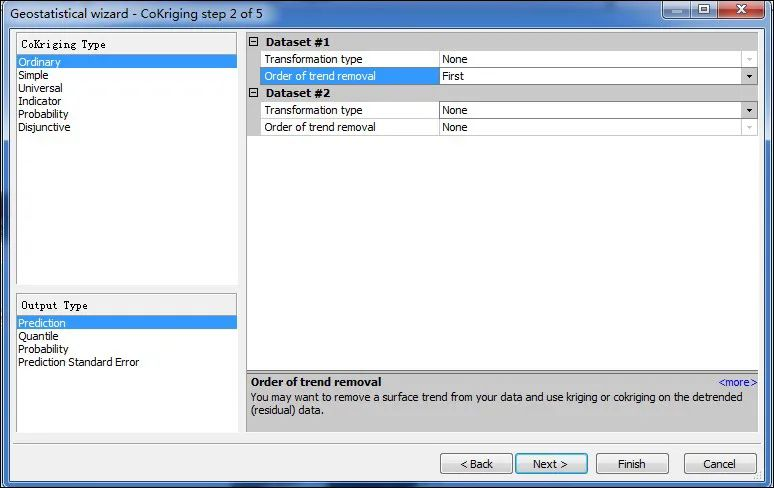 Geostatistical wizard - CoKriging step 2 of 5
CoKriging Type
Ordinary
Simple
Universal
Indicator
Probability
Disjunctive
Dataset #1
Transformation type None
Order of trend removal First
Dataset #2
Transformation type None
Order of trend removal None
Output Type
Prediction
Quantile
Probability
Prediction Standard Error
Order of trend removal <more>
You may want to remove a surface trend from your data and use kriging or cokriging on the detrended
(residual) data.
< Back Next > Finish Cancel